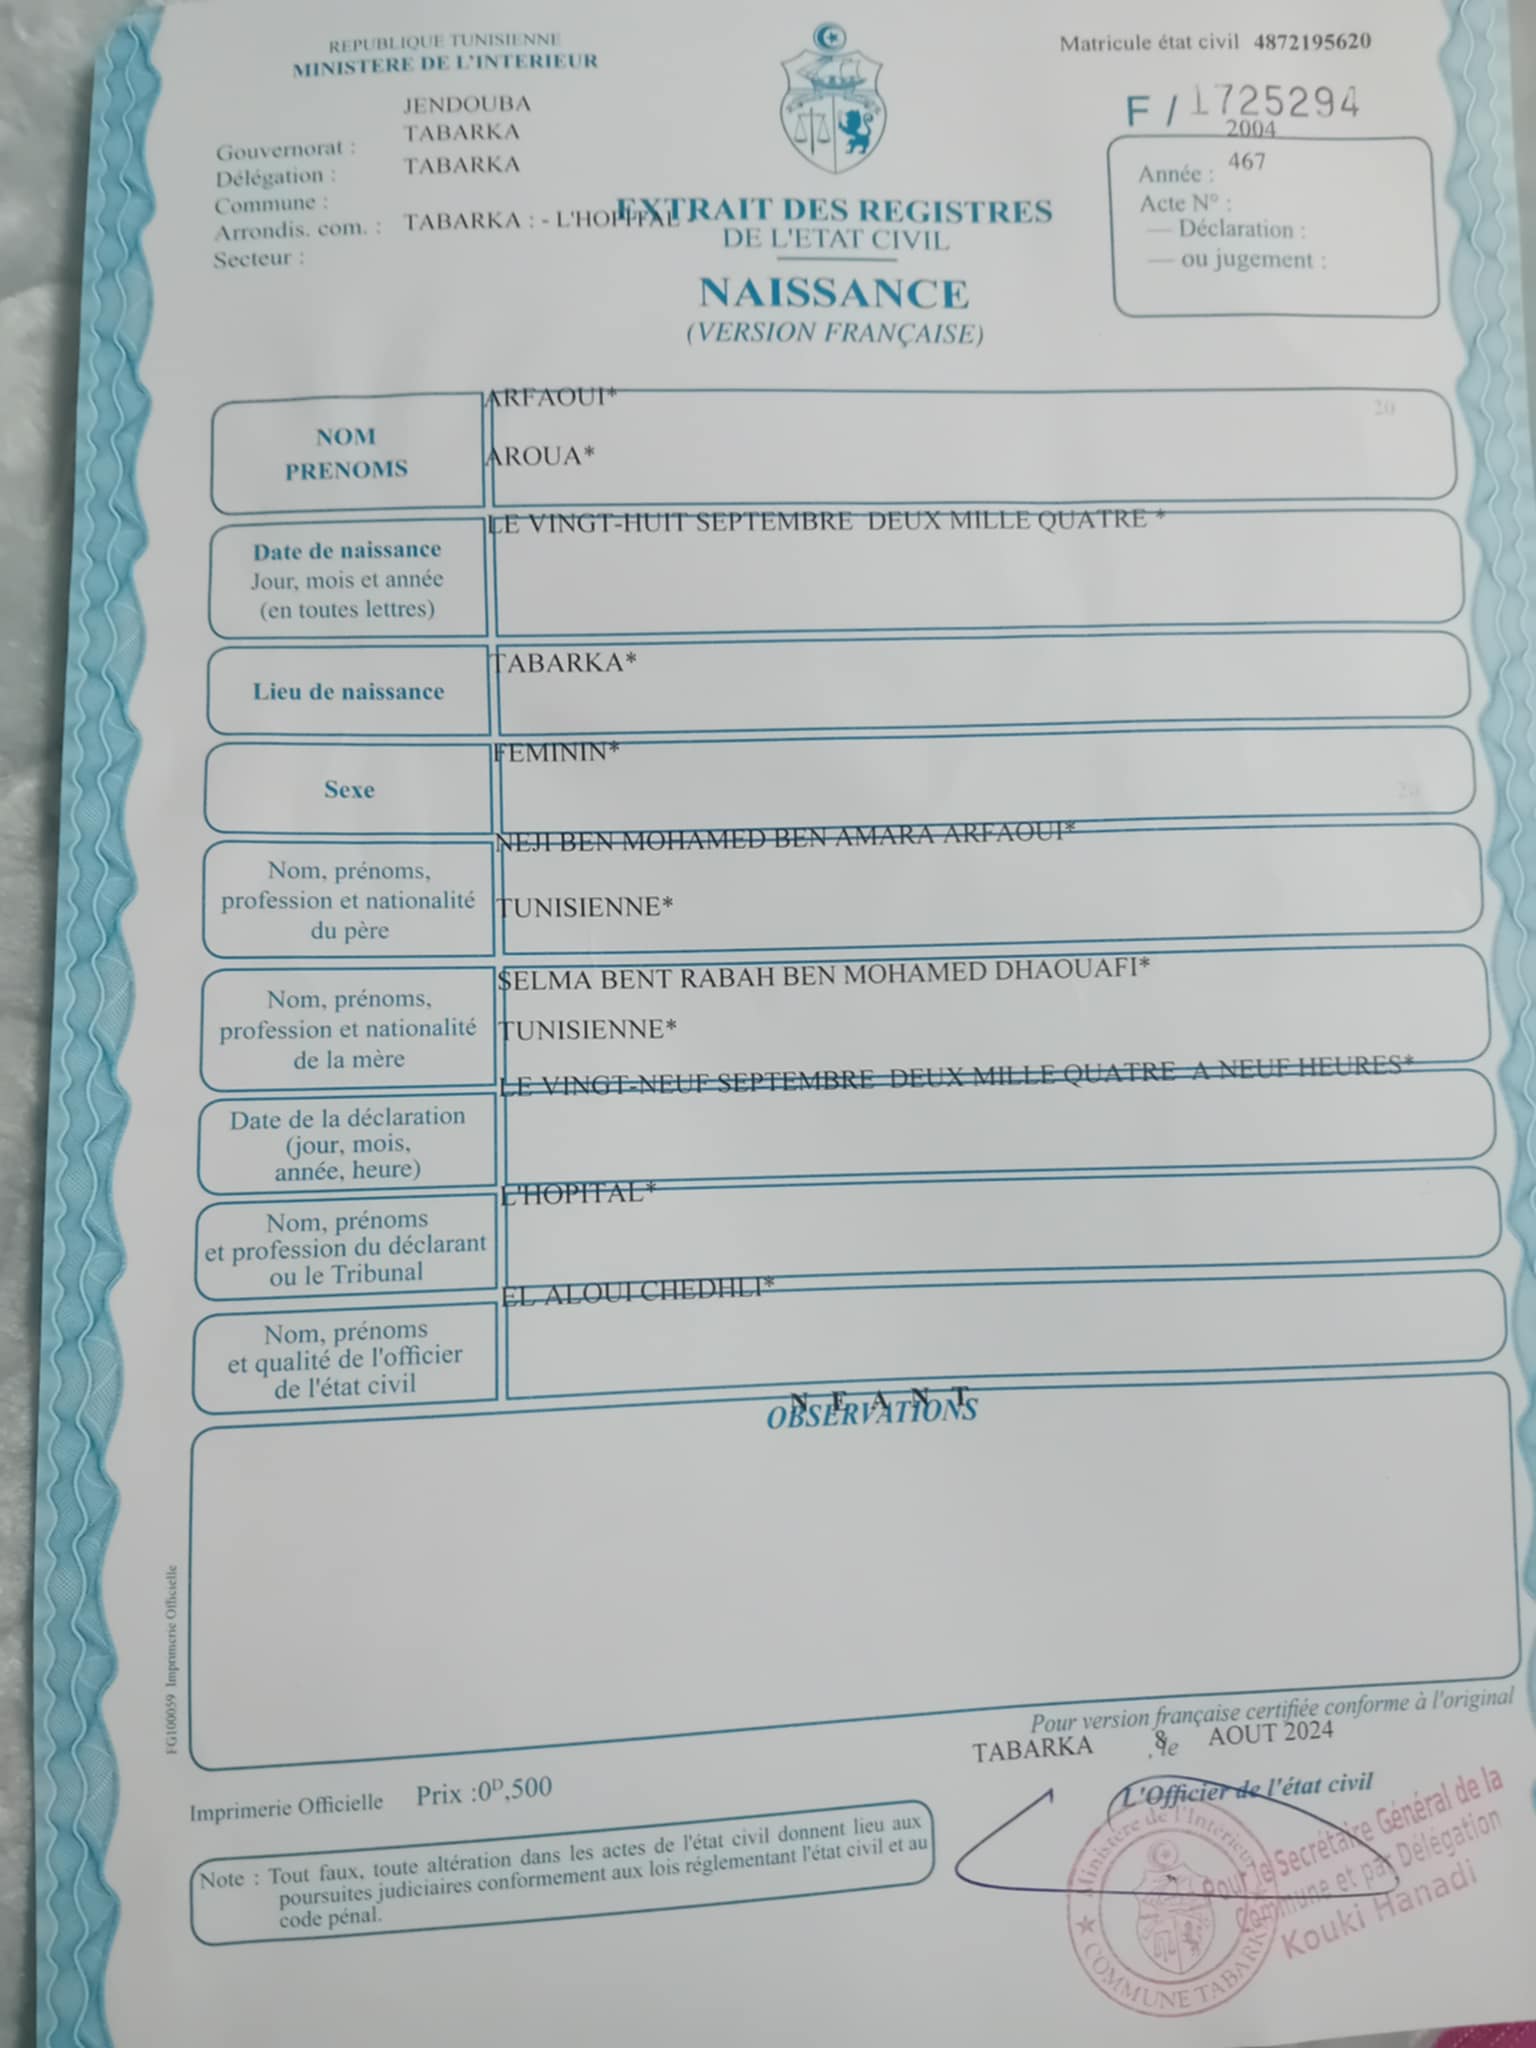 REPUBLIQUE TUNISIENNE
MINISTERE DE L'INTERIEUR
Matricule état civil 4872195620
F / 1725294
JENDOUBA
TABARKA
TABARKA
Gouvernorat :
Délégation :
Commune :
Arrondis. com. : TABARKA : - L'HOPITAL -
Secteur :
2004
467
Année :
Acte N° :
— Déclaration :
— ou jugement :
EXTRAIT DES REGISTRES
DE L'ETAT CIVIL
NAISSANCE
(VERSION FRANÇAISE)
NOM
PRENOMS
ARFAOUI*
20
AROUA*
Date de naissance
Jour, mois et année
(en toutes lettres)
LE VINGT-HUIT SEPTEMBRE DEUX MILLE QUATRE *
Lieu de naissance
TABARKA*
Sexe
FEMININ*
20
Nom, prénoms,
profession et nationalité
du père
NEJI BEN MOHAMED BEN AMARA ARFAOUI*
TUNISIENNE*
Nom, prénoms,
profession et nationalité
de la mère
SELMA BENT RABAH BEN MOHAMED DHAOUAFI*
TUNISIENNE*
Date de la déclaration
(jour, mois,
année, heure)
LE VINGT-NEUF SEPTEMBRE DEUX MILLE QUATRE A NEUF HEURES*
Nom, prénoms
et profession du déclarant
ou le Tribunal
L'HOPITAL*
Nom, prénoms
et qualité de l'officier
de l'état civil
EL ALOUI CHEDHLI*
N E A N T
OBSERVATIONS
FG100059 Imprimerie Officielle
Pour version française certifiée conforme à l'original
TABARKA ,le 8 AOUT 2024
L'Officier de l'état civil
Imprimerie Officielle Prix :0ᴰ,500
Note : Tout faux, toute altération dans les actes de l'état civil donnent lieu aux
poursuites judiciaires conformement aux lois réglementant l'état civil et au
code pénal.
Ministère de l'Intérieur
★ COMMUNE TABARKA
Pour le Secrétaire Général de la
Commune et par Délégation
Kouki Hanadi